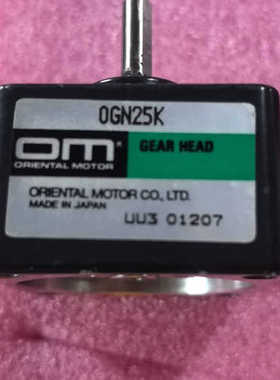 0GN25K
OM®
ORIENTAL MOTOR
GEAR HEAD
ORIENTAL MOTOR CO., LTD.
MADE IN JAPAN
UU3 01207